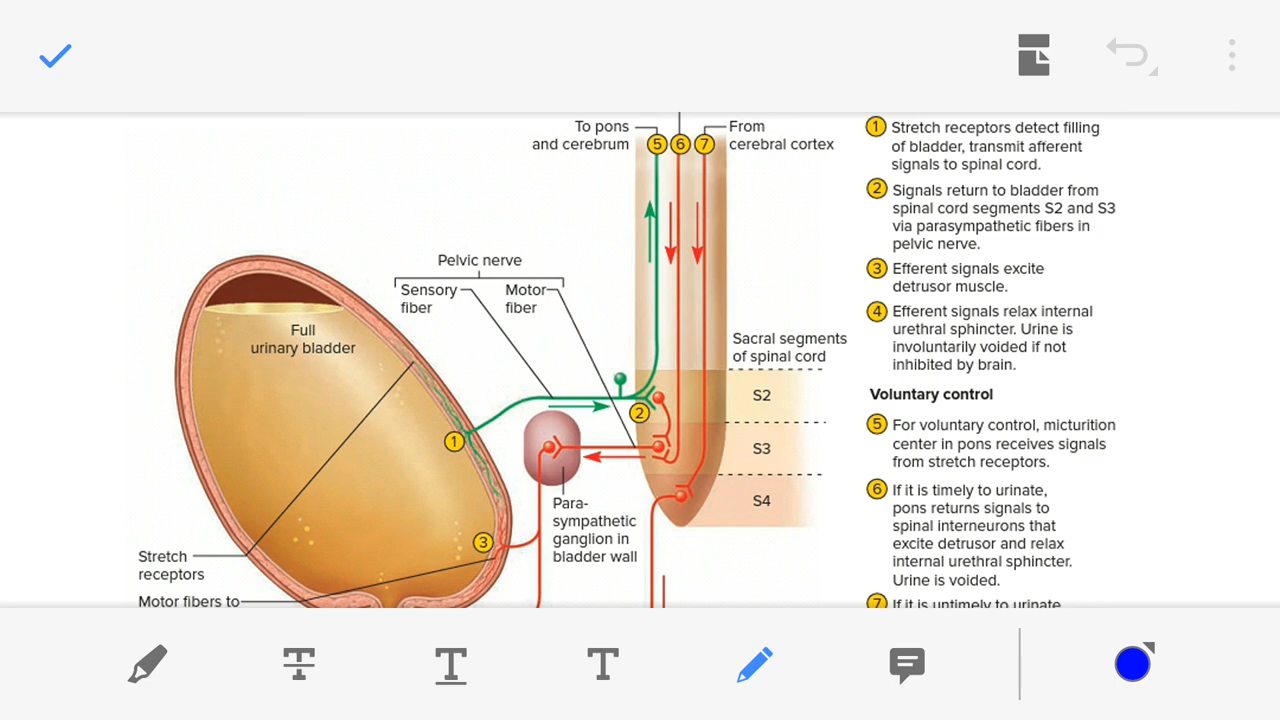 To pons
and cerebrum
5
6
7
From
cerebral cortex
Pelvic nerve
Sensory
fiber
Motor
fiber
Full
urinary bladder
Sacral segments
of spinal cord
S2
2
1
S3
S4
Para-
sympathetic
ganglion in
bladder wall
3
Stretch
receptors
Motor fibers to
1 Stretch receptors detect filling
of bladder, transmit afferent
signals to spinal cord.
2 Signals return to bladder from
spinal cord segments S2 and S3
via parasympathetic fibers in
pelvic nerve.
3 Efferent signals excite
detrusor muscle.
4 Efferent signals relax internal
urethral sphincter. Urine is
involuntarily voided if not
inhibited by brain.
Voluntary control
5 For voluntary control, micturition
center in pons receives signals
from stretch receptors.
6 If it is timely to urinate,
pons returns signals to
spinal interneurons that
excite detrusor and relax
internal urethral sphincter.
Urine is voided.
7 If it is untimely to urinate
T
T
T